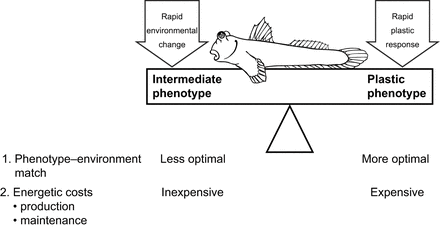 Rapid
environmental
change
Rapid
plastic
response
Intermediate
phenotype
Plastic
phenotype
1. Phenotype–environment
match
Less optimal
More optimal
2. Energetic costs
• production
• maintenance
Inexpensive
Expensive